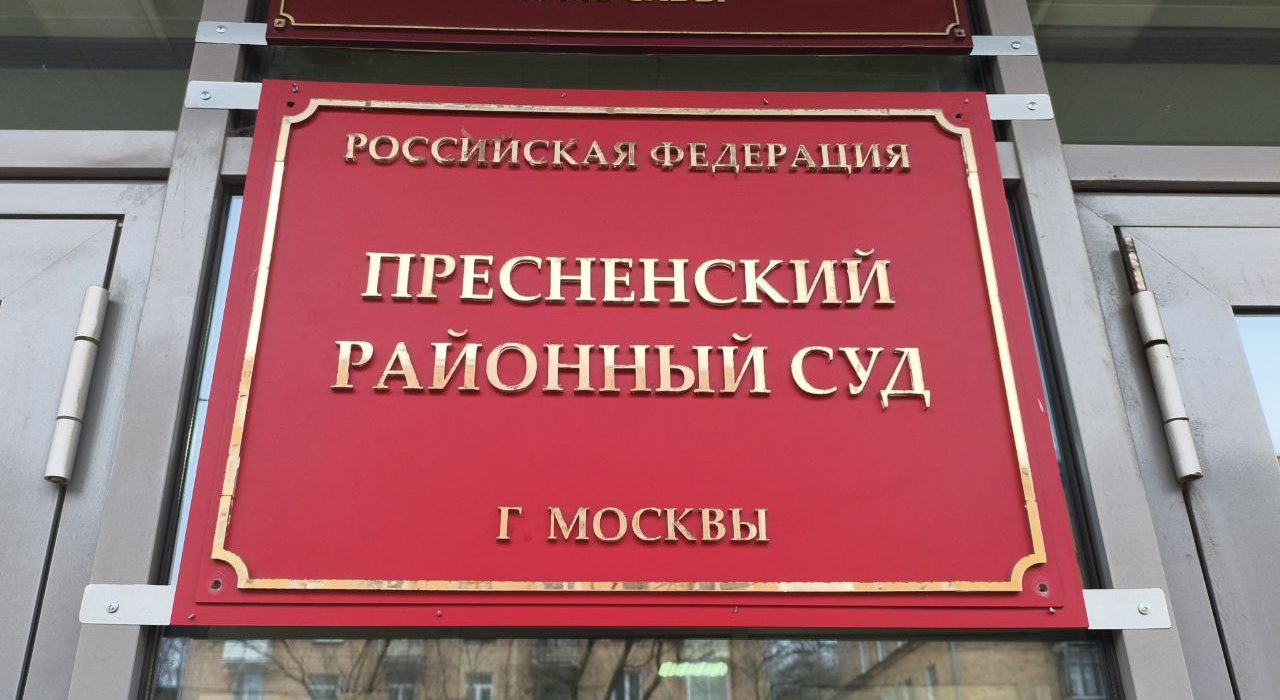 РОССИЙСКАЯ ФЕДЕРАЦИЯ
ПРЕСНЕНСКИЙ
РАЙОННЫЙ СУД
Г МОСКВЫ